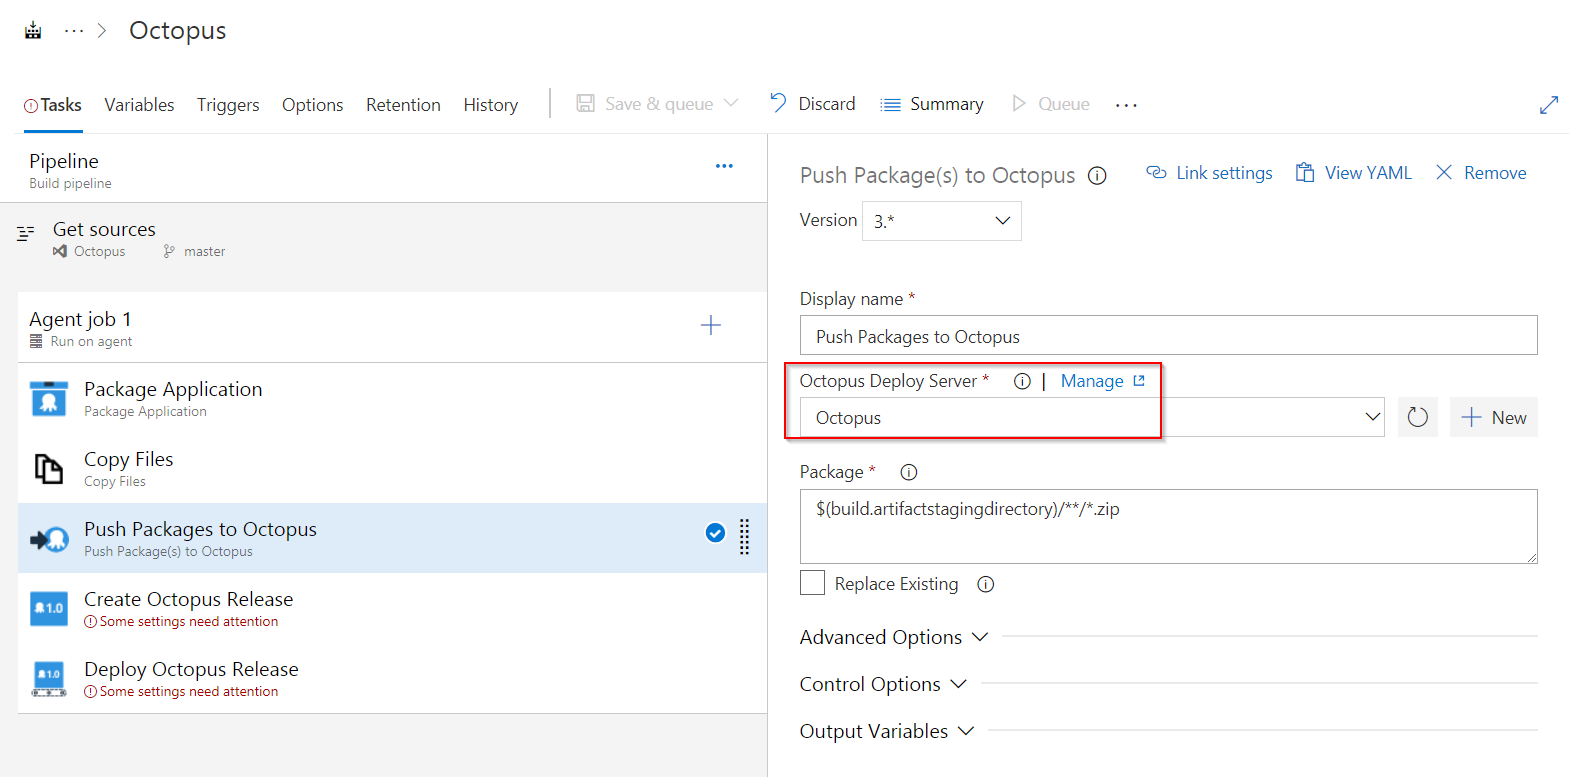 ··· > Octopus
Tasks Variables Triggers Options Retention History | Save & queue Discard Summary Queue ···
Pipeline ···
Build pipeline
Get sources
Octopus master
Agent job 1
Run on agent
Package Application
Package Application
Copy Files
Copy Files
Push Packages to Octopus
Push Package(s) to Octopus
1.0 Create Octopus Release
Some settings need attention
1.0 Deploy Octopus Release
Some settings need attention
Push Package(s) to Octopus Link settings View YAML Remove
Version 3.*
Display name *
Push Packages to Octopus
Octopus Deploy Server * | Manage
Octopus
New
Package *
$(build.artifactstagingdirectory)/**/*.zip
Replace Existing
Advanced Options
Control Options
Output Variables